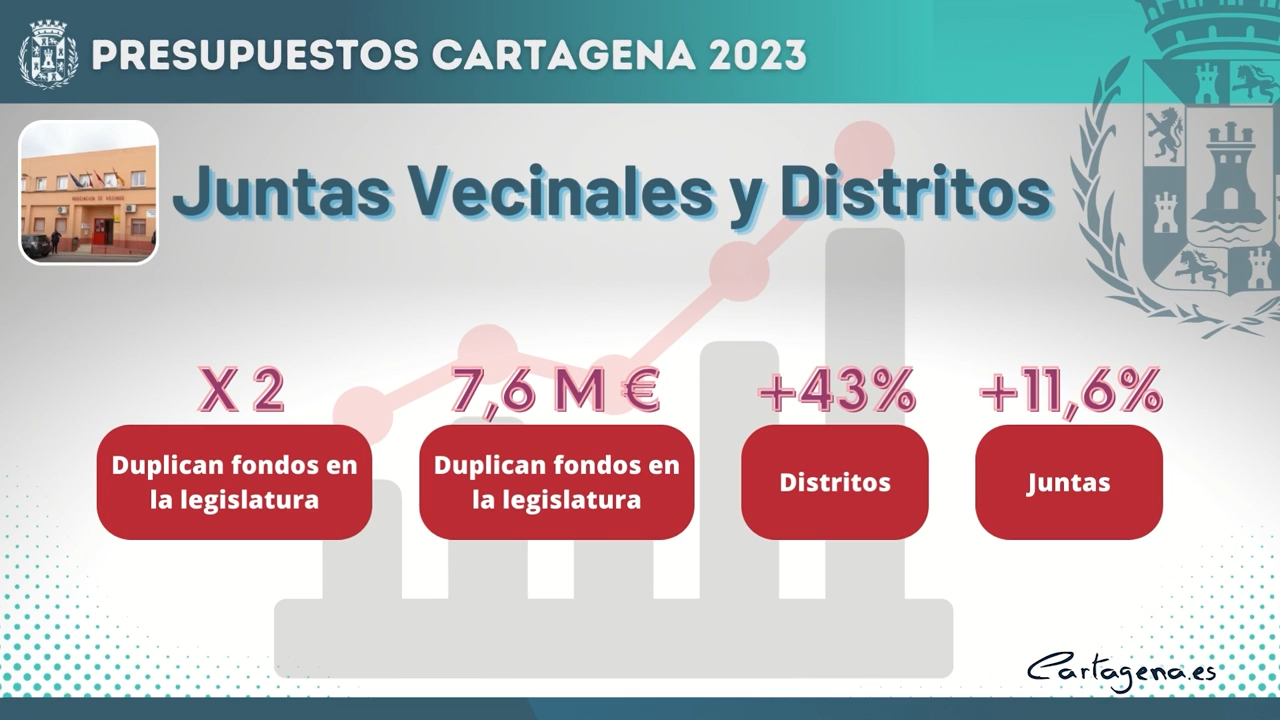 PRESUPUESTOS CARTAGENA 2023
Juntas Vecinales y Distritos
X 2
Duplican fondos en
la legislatura
7,6 M €
Duplican fondos en
la legislatura
+43%
Distritos
+11,6%
Juntas
Cartagena.es